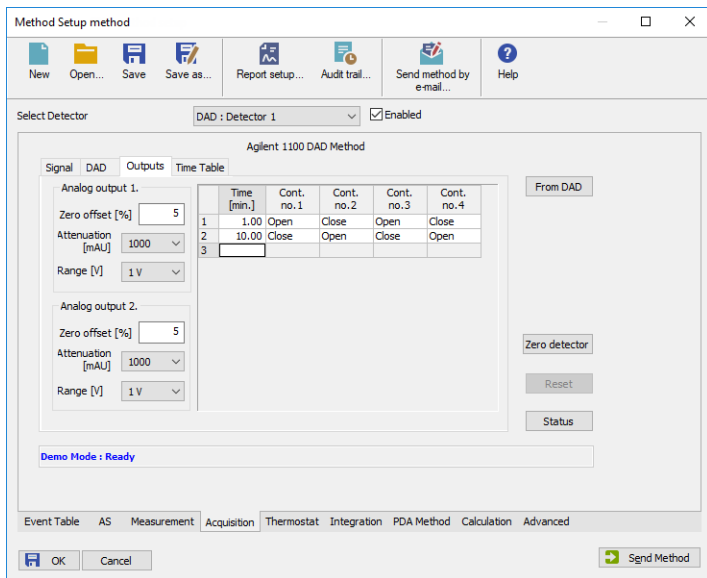 Method Setup method
New Open... Save Save as... Report setup... Audit trail... Send method by e-mail... Help
Select Detector DAD : Detector 1 Enabled
Agilent 1100 DAD Method
Signal DAD Outputs Time Table
From DAD
Analog output 1.
Zero offset [%] 5
Attenuation [mAU] 1000
Range [V] 1 V
Analog output 2.
Zero offset [%] 5
Attenuation [mAU] 1000
Range [V] 1 V
Time [min.] Cont. no.1 Cont. no.2 Cont. no.3 Cont. no.4
1 1.00 Open Close Open Close
2 10.00 Close Open Close Open
3
Zero detector
Reset
Status
Demo Mode : Ready
Event Table AS Measurement Acquisition Thermostat Integration PDA Method Calculation Advanced
OK Cancel Send Method